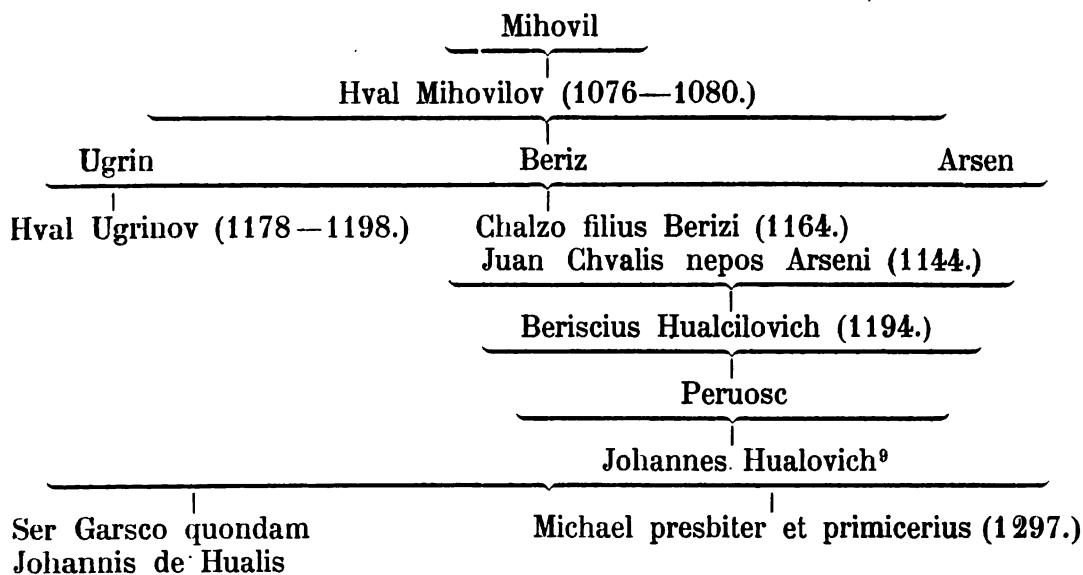 Mihovil
Hval Mihovilov (1076—1080.)
Ugrin Beriz Arsen
Hval Ugrinov (1178—1198.) Chalzo filius Berizi (1164.)
Juan Chvalis nepos Arseni (1144.)
Beriscius Hualcilovich (1194.)
Peruosc
Johannes Hualovich⁹
Ser Garsco quondam Michael presbiter et primicerius (1297.)
Johannis de Hualis